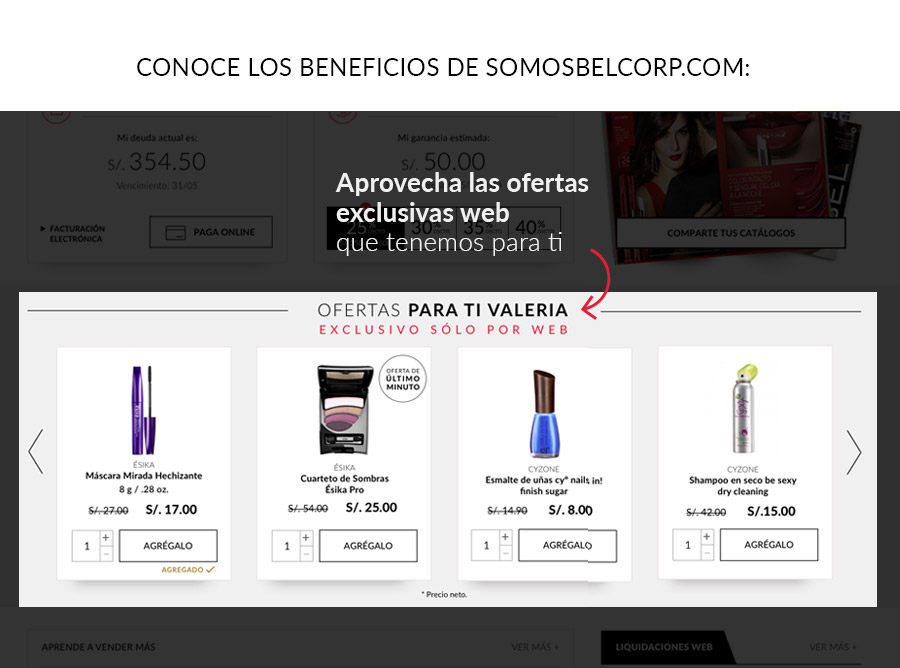 CONOCE LOS BENEFICIOS DE SOMOSBELCORP.COM:
Mi deuda actual es:
S/. 354.50
Vencimiento: 31/05
FACTURACIÓN
ELECTRÓNICA
PAGA ONLINE
Mi ganancia estimada:
S/. 50.00
25% 30% 35% 40%
DSCTO DSCTO DSCTO
Aprovecha las ofertas
exclusivas web
que tenemos para ti
COMPARTE TUS CATÁLOGOS
OFERTAS PARA TI VALERIA
EXCLUSIVO SÓLO POR WEB
ÉSIKA
Máscara Mirada Hechizante
8 g / .28 oz.
S/. 27.00 S/. 17.00
1 + - AGRÉGALO
AGREGADO
OFERTA DE
ÚLTIMO
MINUTO
ÉSIKA
Cuarteto de Sombras
Ésika Pro
S/. 54.00 S/. 25.00
1 + - AGRÉGALO
CYZONE
Esmalte de uñas cy° nails in!
finish sugar
S/. 14.90 S/. 8.00
1 + - AGRÉGALO
CYZONE
Shampoo en seco be sexy
dry cleaning
S/. 42.00 S/.15.00
1 + - AGRÉGALO
* Precio neto.
APRENDE A VENDER MÁS
VER MÁS +
LIQUIDACIONES WEB
VER MÁS +